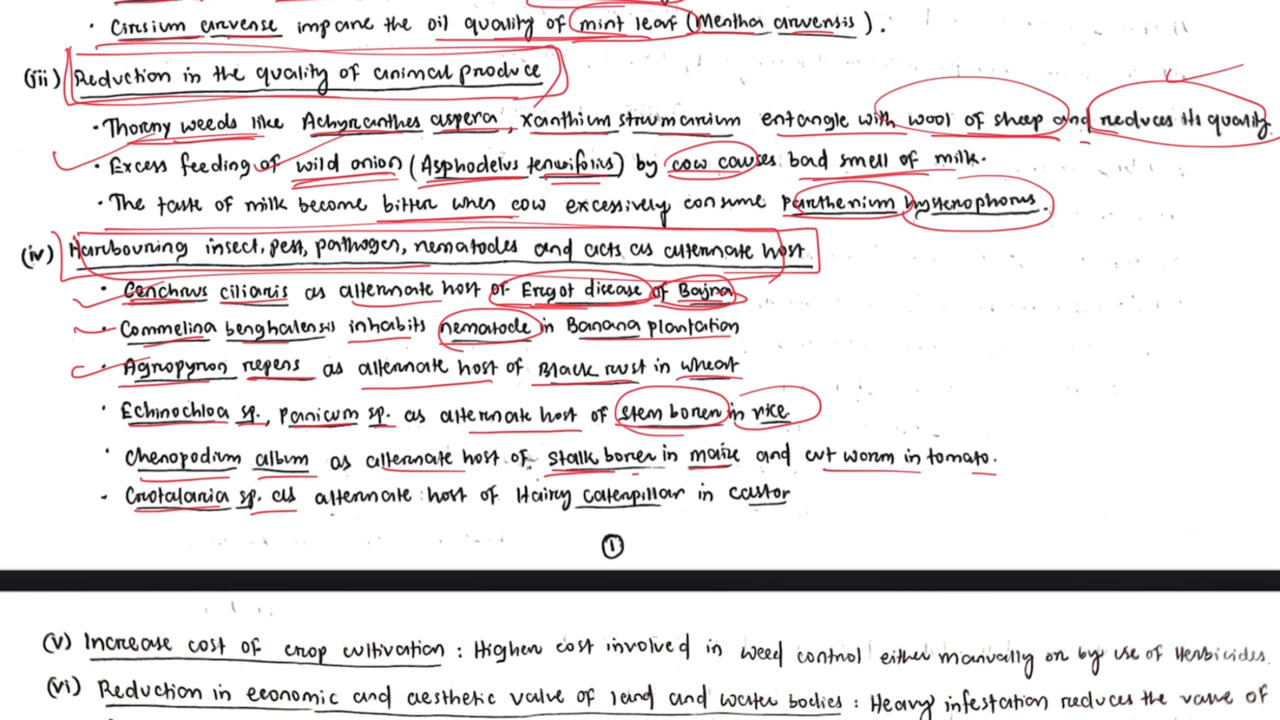 · Cirsium arvense impare the oil quality of mint leaf (Mentha arvensis).
(iii) Reduction in the quality of animal produce
· Thorny weeds like Achyranthes aspera, Xanthium strumarium entangle with wool of sheep and reduces its quality.
· Excess feeding of wild onion (Asphodelus tenuifolius) by cow causes bad smell of milk.
· The taste of milk become bitter when cow excessively consume Parthenium hysterophorus.
(iv) Harbouring insect, pest, pathogen, nematodes and acts as alternate host
· Cenchrus ciliaris as alternate host of Ergot disease of Bajra
· Commelina benghalensis inhabits nematode in Banana plantation
· Agropyron repens as alternate host of Black rust in wheat
· Echinochloa sp., Panicum sp. as alternate host of stem borer in rice
· Chenopodium album as alternate host of stalk borer in maize and cut worm in tomato.
· Crotalaria sp. as alternate host of Hairy caterpillar in castor
1
(v) Increase cost of crop cultivation : Higher cost involved in weed control either manually or by use of Herbicides.
(vi) Reduction in economic and aesthetic value of land and water bodies : Heavy infestation reduces the value of